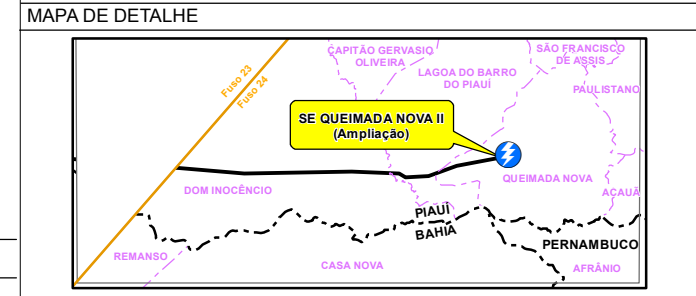 MAPA DE DETALHE
CAPITÃO GERVASIO
OLIVEIRA
SÃO FRANCISCO
DE ASSIS
LAGOA DO BARRO
DO PIAUÍ
PAULISTANO
Fuso 23
Fuso 24
SE QUEIMADA NOVA II
(Ampliação)
DOM INOCÊNCIO
QUEIMADA NOVA
ACAUÃ
PIAUÍ
BAHIA
PERNAMBUCO
REMANSO
CASA NOVA
AFRÂNIO